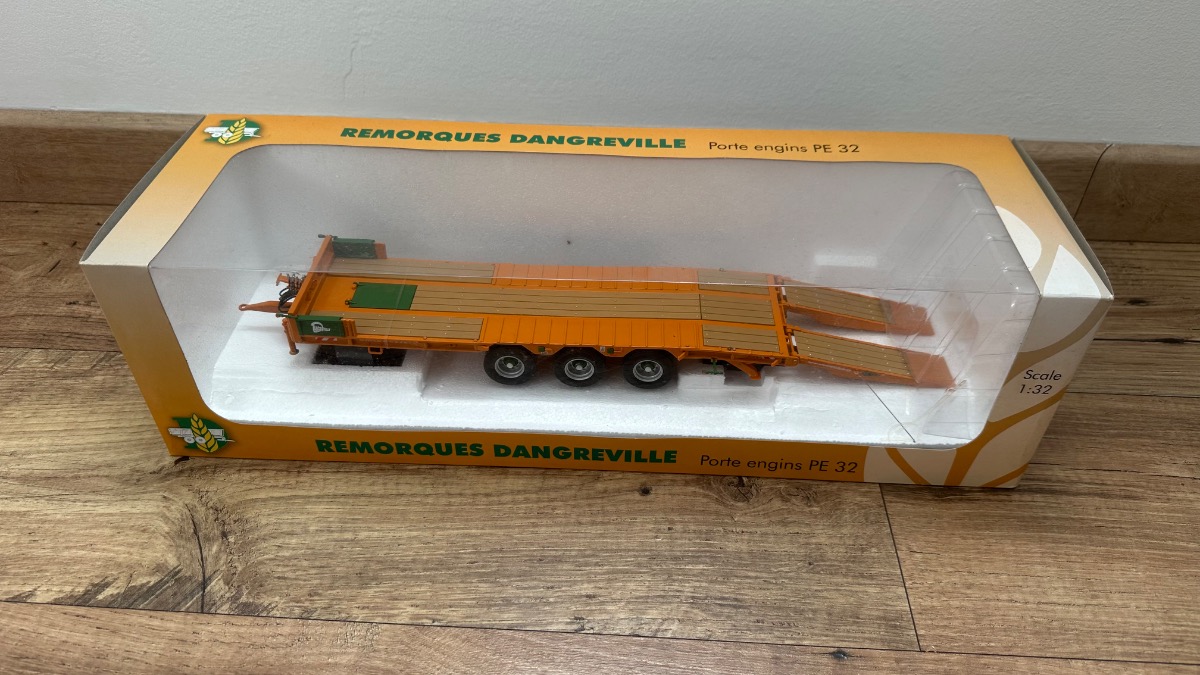 REMORQUES DANGREVILLE Porte engins PE 32
Scale
1:32
REMORQUES DANGREVILLE Porte engins PE 32